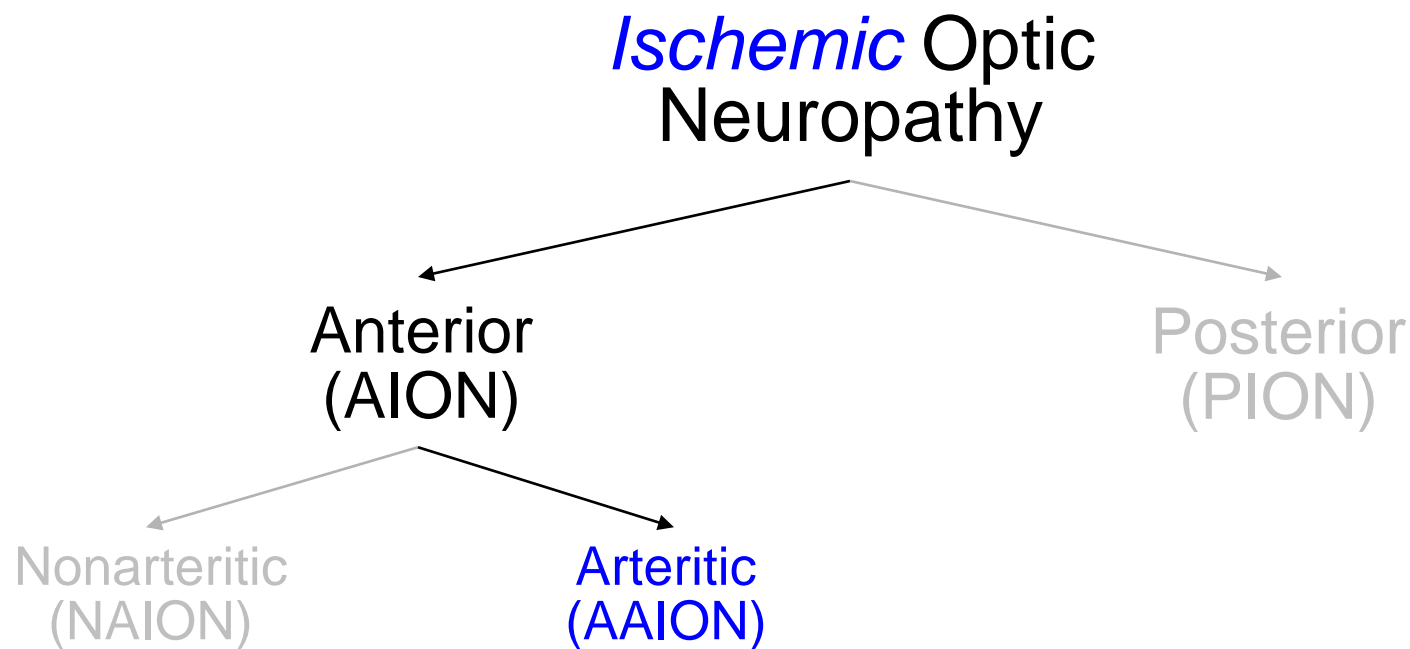 Ischemic Optic
Neuropathy
Anterior
(AION)
Posterior
(PION)
Nonarteritic
(NAION)
Arteritic
(AAION)